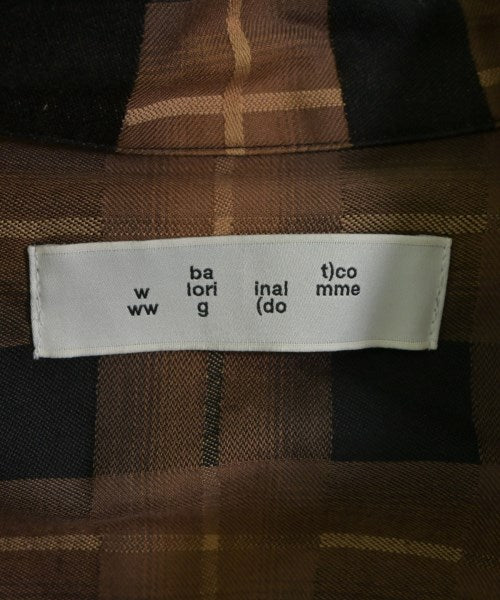 ba t)co
w lori inal mme
ww g (do